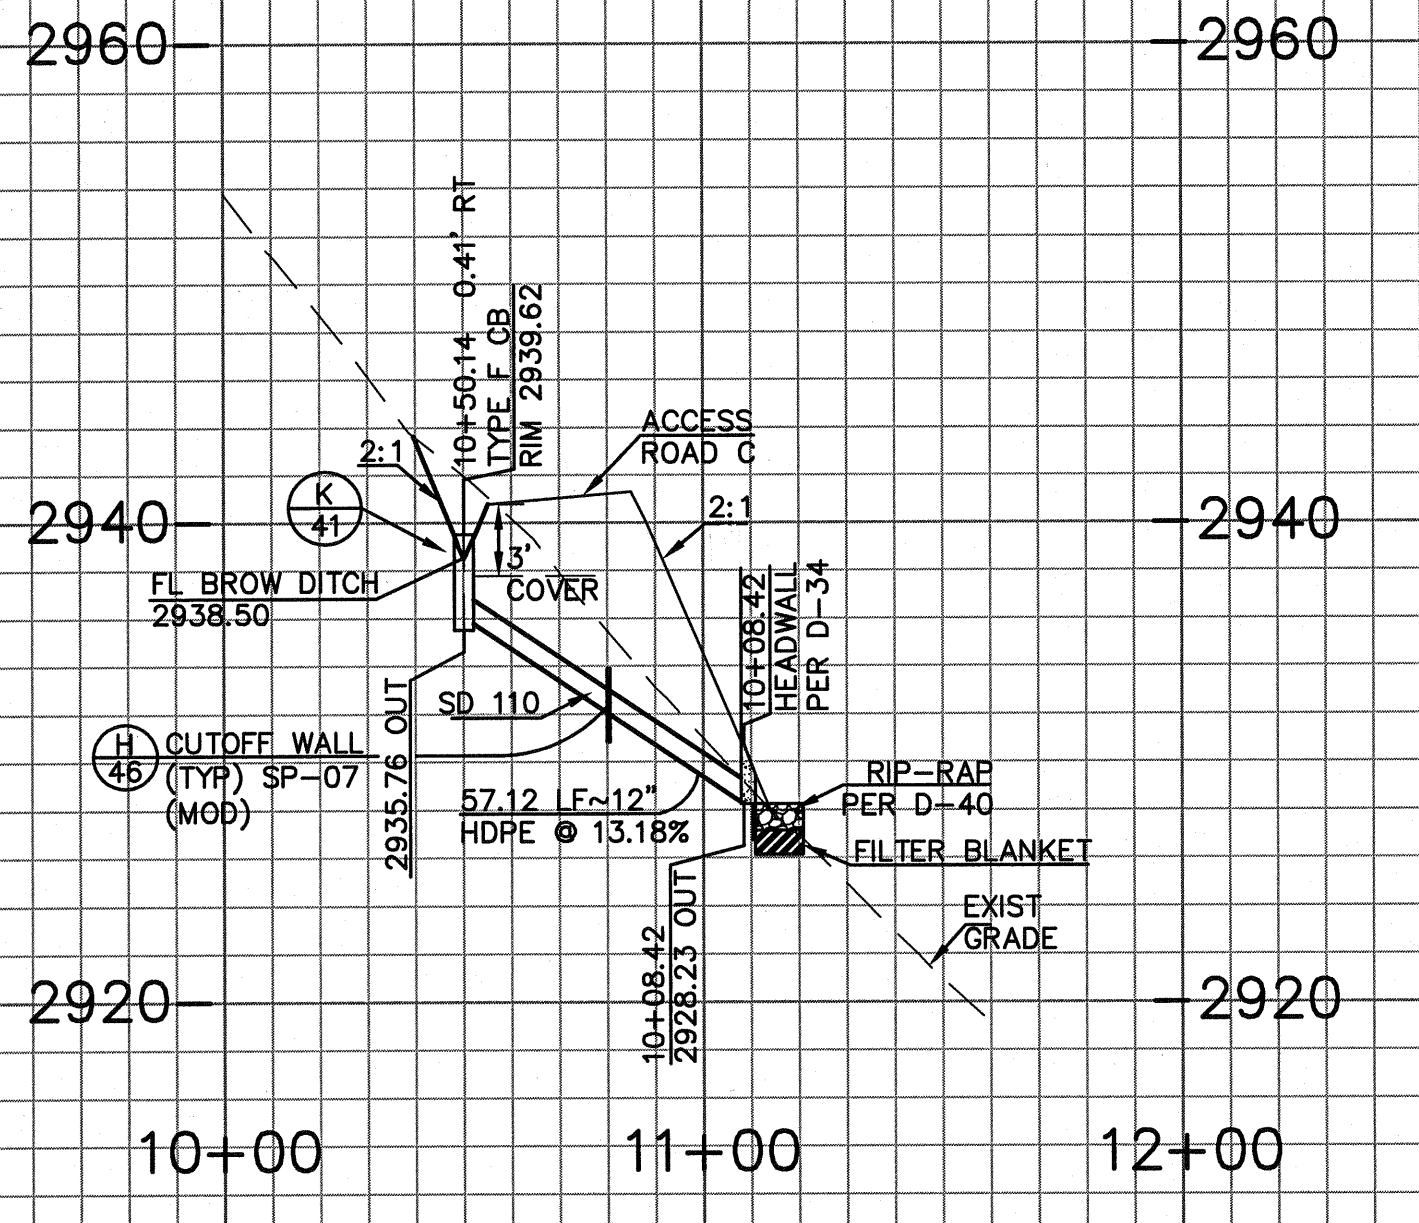 2960
2960
10+50.14 0.41' RT
TYPE F CB
RIM 2939.62
ACCESS
ROAD C
2:1
K
41
2940
2:1
2940
3'
COVER
FL BROW DITCH
2938.50
10+08.42
HEADWALL
PER D-34
SD 110
H
46
CUTOFF WALL
(TYP) SP-07
(MOD)
2935.76 OUT
57.12 LF~12"
HDPE @ 13.18%
RIP-RAP
PER D-40
FILTER BLANKET
EXIST
GRADE
10+08.42
2928.23 OUT
2920
2920
10+00
11+00
12+00